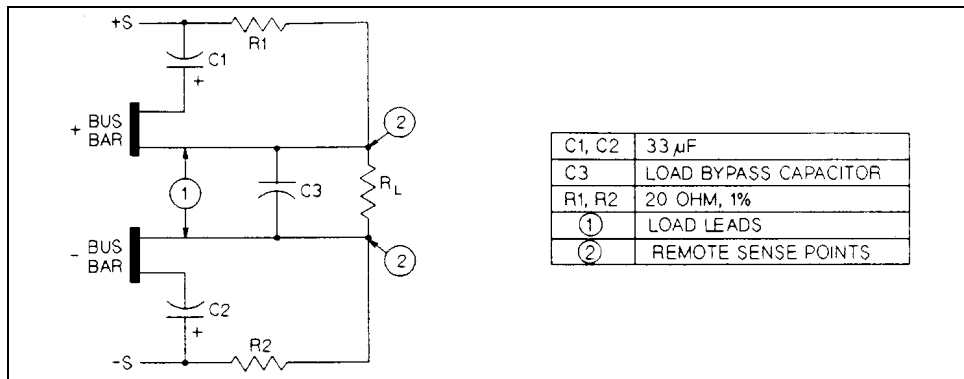 +S
R1
C1
+
+ BUS BAR
2
1
C3
RL
- BUS BAR
2
C2
+
R2
-S
C1, C2 33 µF
C3 LOAD BYPASS CAPACITOR
R1, R2 20 OHM, 1%
1 LOAD LEADS
2 REMOTE SENSE POINTS